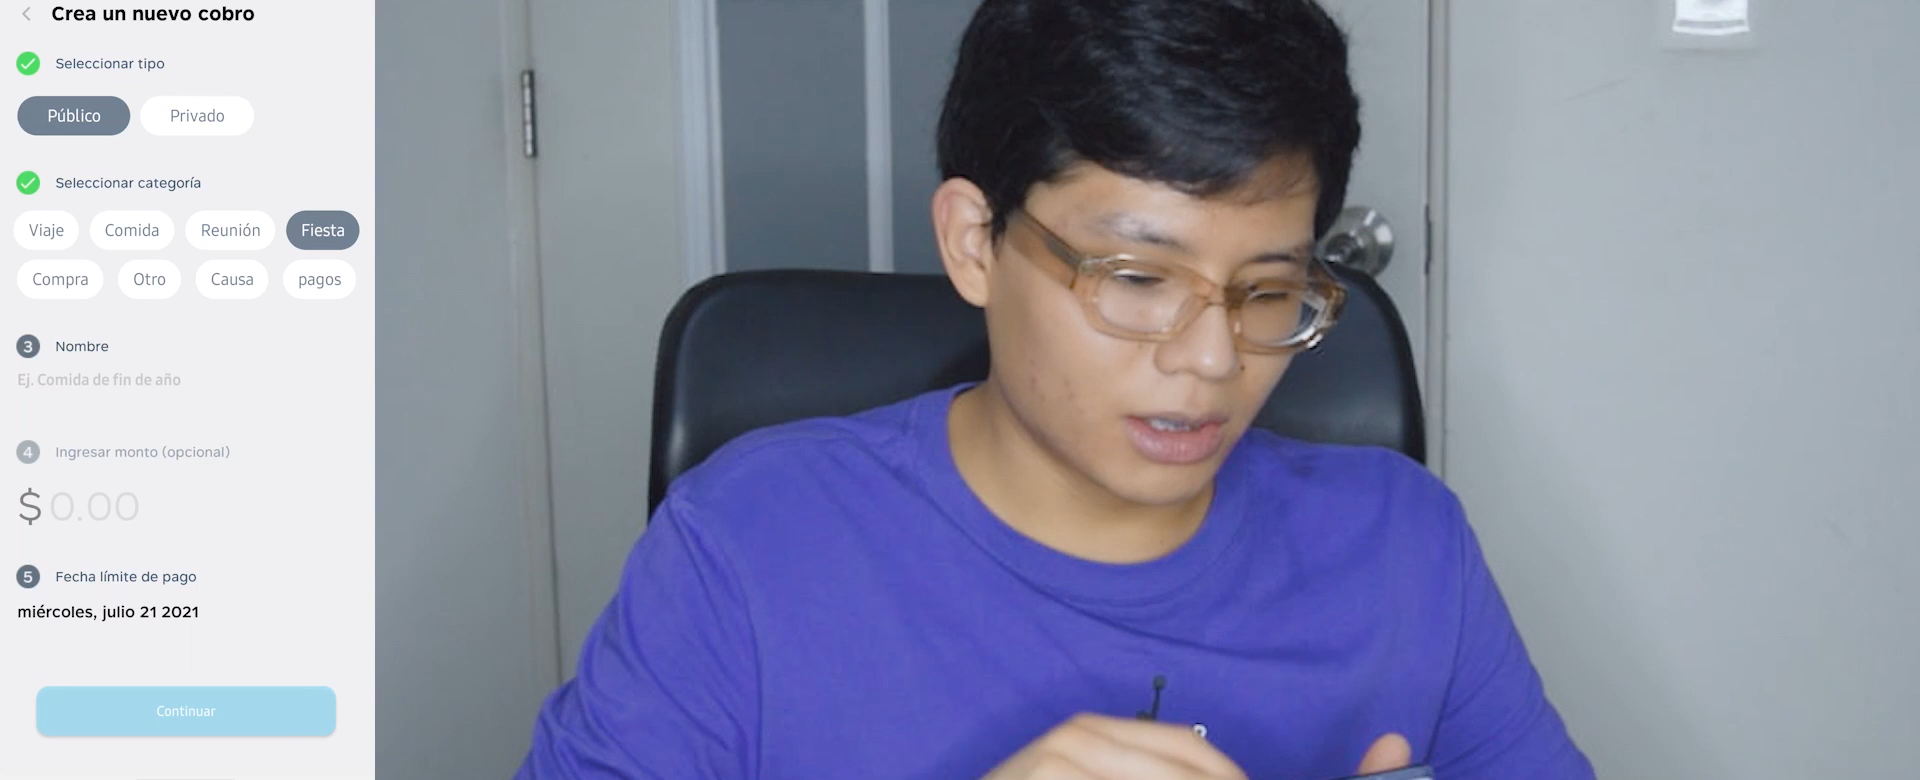 Crea un nuevo cobro
Seleccionar tipo
Público Privado
Seleccionar categoría
Viaje Comida Reunión Fiesta
Compra Otro Causa pagos
3 Nombre
Ej. Comida de fin de año
4 Ingresar monto (opcional)
$ 0.00
5 Fecha límite de pago
miércoles, julio 21 2021
Continuar